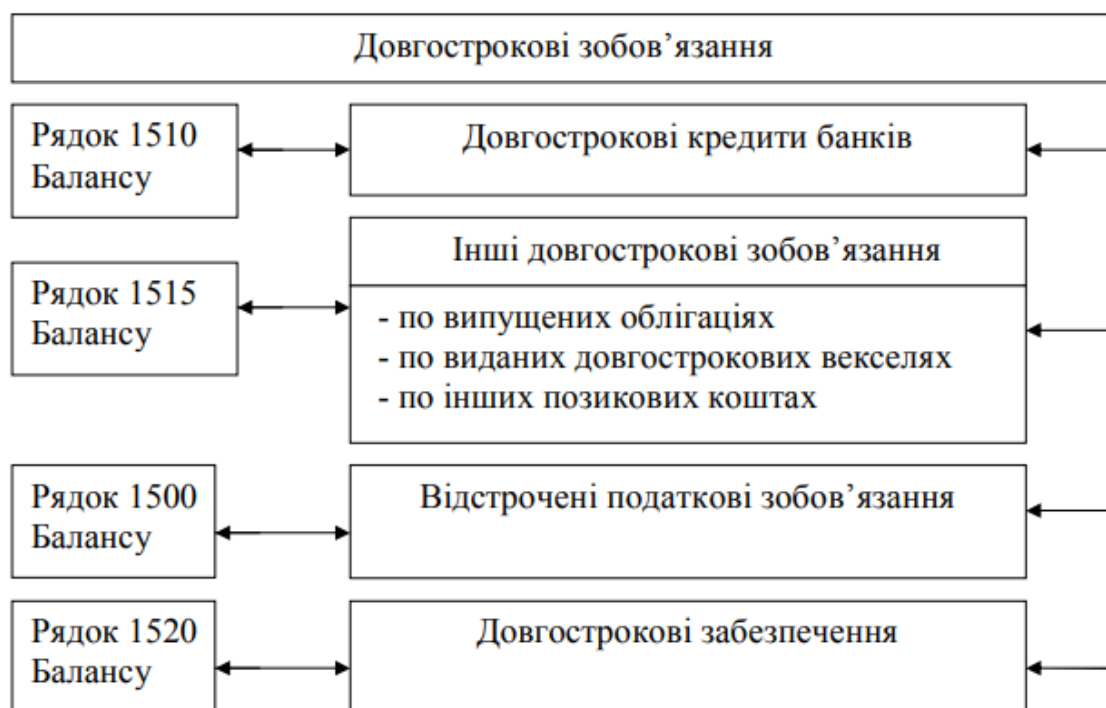 Довгострокові зобов’язання
Рядок 1510
Балансу
Довгострокові кредити банків
Рядок 1515
Балансу
Інші довгострокові зобов’язання
- по випущених облігаціях
- по виданих довгострокових векселях
- по інших позикових коштах
Рядок 1500
Балансу
Відстрочені податкові зобов’язання
Рядок 1520
Балансу
Довгострокові забезпечення